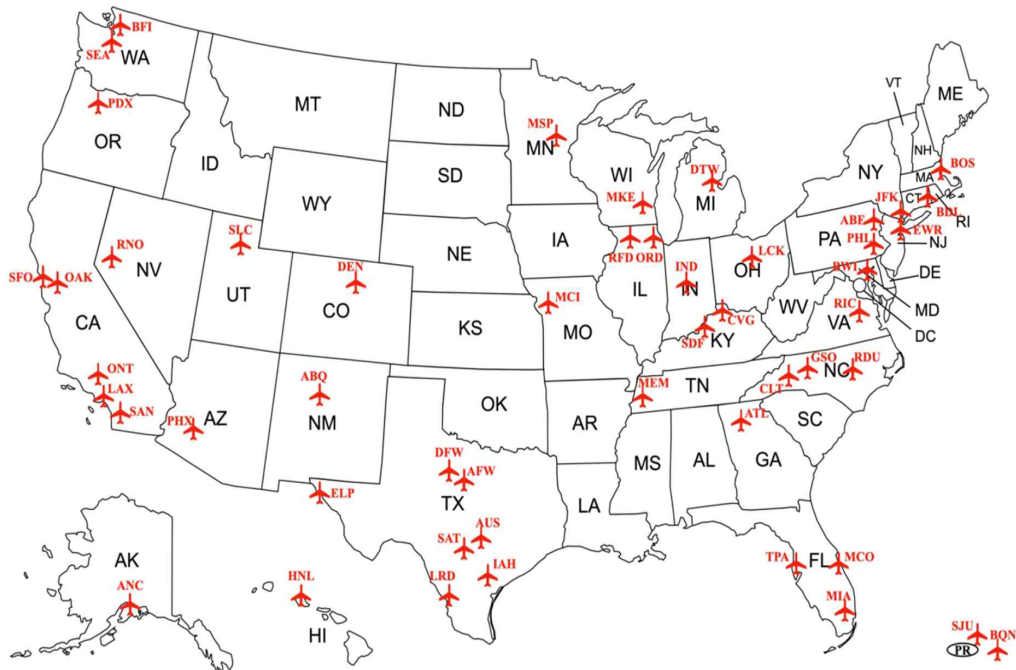 BFI
SEA
WA
VT
ME
MT
ND
PDX
MSP
MN
OR
ID
NH
WI
DTW
NY
MA
BOS
SD
WY
MKE
MI
JFK
CT
BDL
RI
SLC
ABE
EWR
RNO
IA
RFD
ORD
PA
PHI
NJ
NV
NE
LCK
OH
DEN
IND
IN
BWI
DE
SFO
OAK
UT
IL
MCI
CO
WV
RIC
MD
CA
KS
MO
CVG
VA
DC
SDF
KY
GSO
RDU
ONT
NC
ABQ
MEM
TN
CLT
LAX
SAN
OK
PHX
AZ
NM
AR
ATL
SC
DFW
MS
AL
GA
AFW
ELP
TX
LA
AUS
SAT
AK
TPA
FL
MCO
IAH
HNL
LRD
ANC
MIA
HI
SJU
BQN
PR